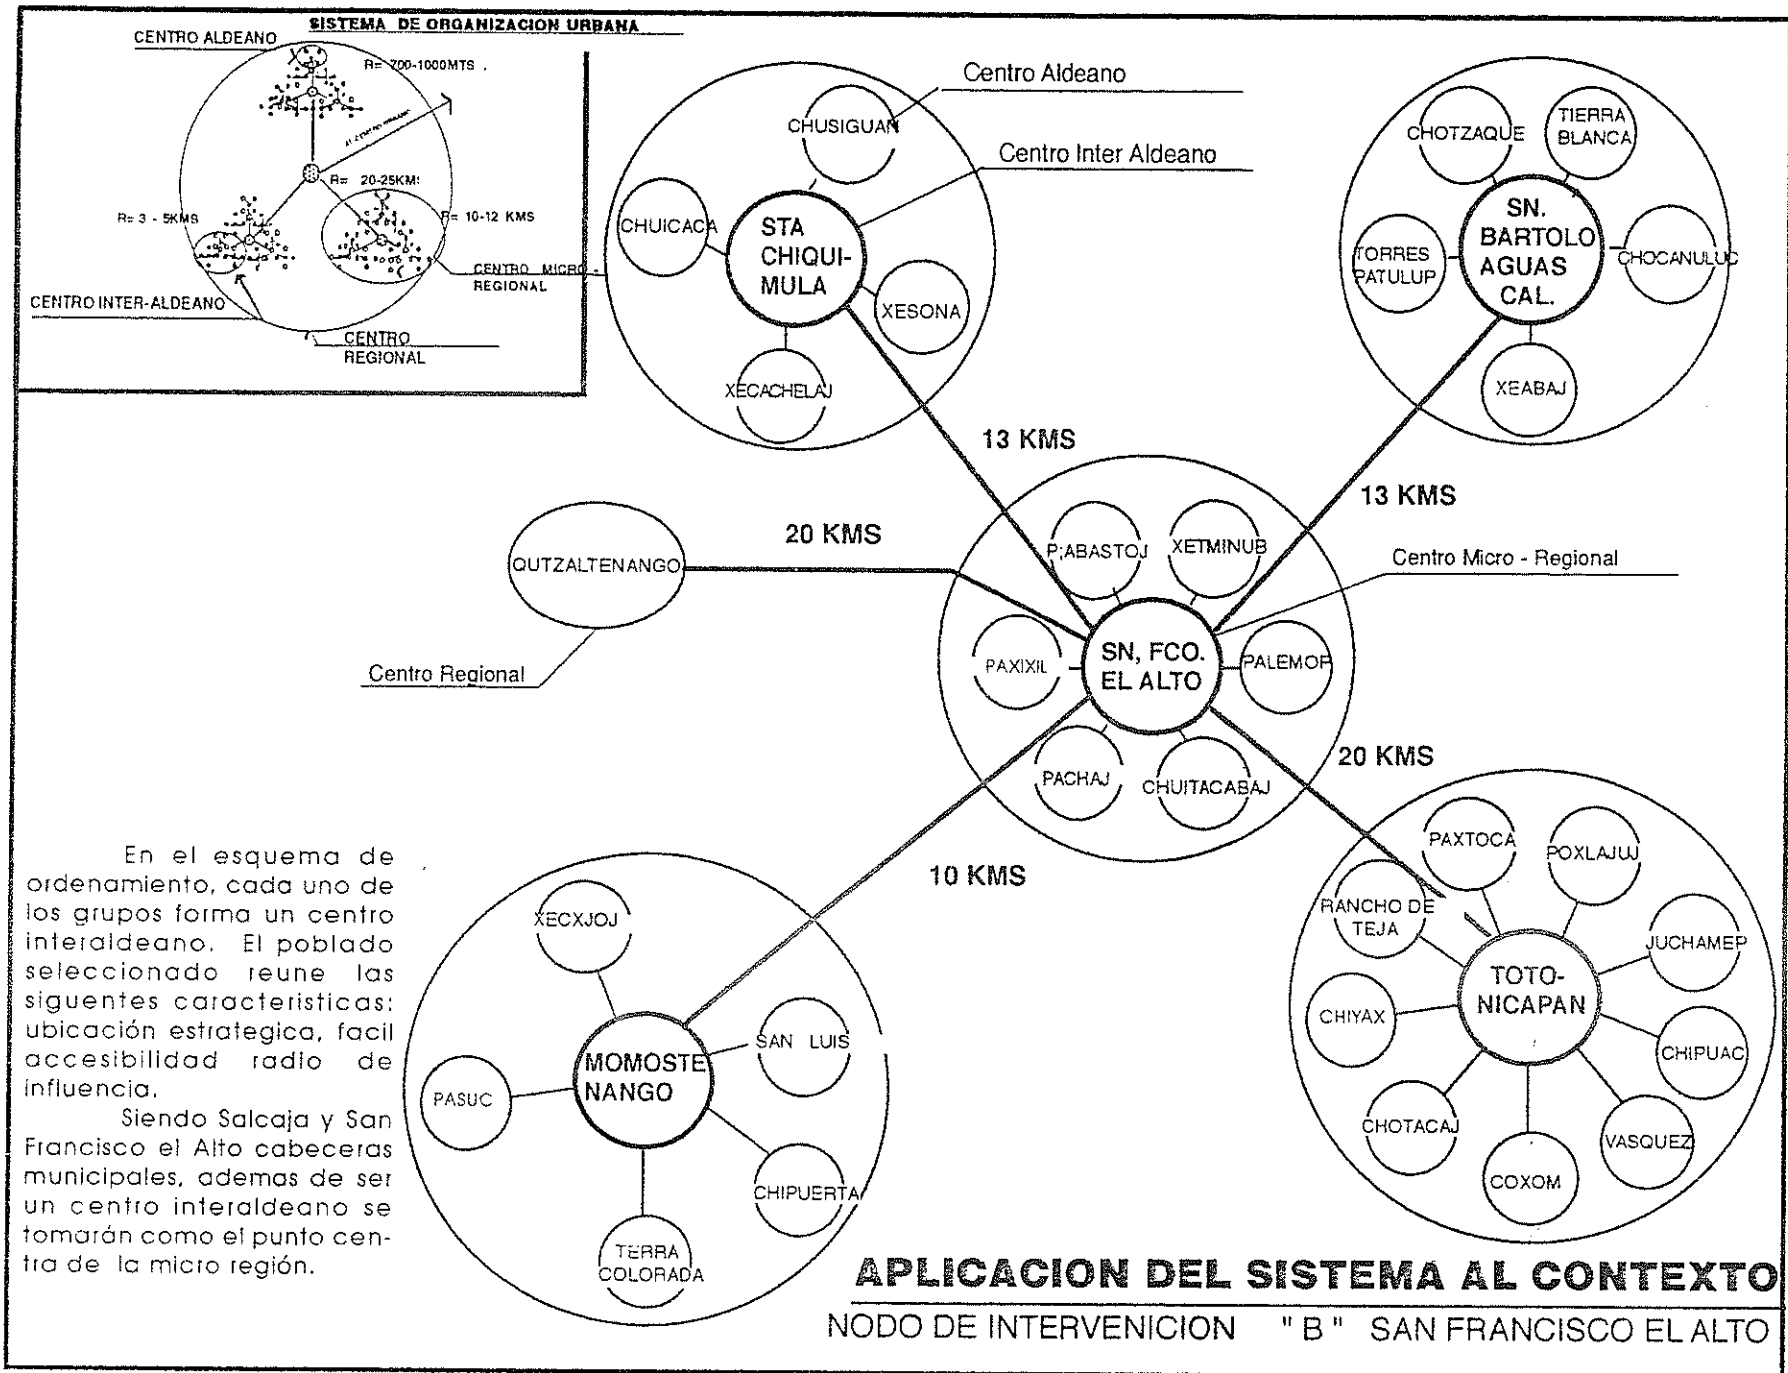 SISTEMA DE ORGANIZACION URBANA
CENTRO ALDEANO
R= 700-1000MTS
R= 20-25KM
R= 3 - 5KMS
R= 10-12 KMS
CENTRO MICRO -
REGIONAL
CENTRO INTER-ALDEANO
CENTRO
REGIONAL
Centro Aldeano
Centro Inter Aldeano
CHUSIGUAN
CHUICACA
STA
CHIQUI-
MULA
XESONA
XECACHELAJ
CHOTZAQUE
TIERRA
BLANCA
SN.
BARTOLO
AGUAS
CAL.
TORRES
PATULUP
CHOCANULUC
XEABAJ
13 KMS
13 KMS
20 KMS
QUTZALTENANGO
Centro Regional
P;ABASTOJ
XETMINUB
Centro Micro - Regional
PAXIXIL
SN, FCO.
EL ALTO
PALEMOP
PACHAJ
CHUITACABAJ
20 KMS
10 KMS
PAXTOCA
POXLAJUJ
RANCHO DE
TEJA
JUCHAMEP
TOTO-
NICAPAN
CHIYAX
CHIPUAC
CHOTACAJ
VASQUEZ
COXOM
XECXJOJ
SAN LUIS
MOMOSTE
NANGO
PASUC
CHIPUERTA
TERRA
COLORADA
En el esquema de
ordenamiento, cada uno de
los grupos forma un centro
interaldeano. El poblado
seleccionado reune las
siguentes caracteristicas:
ubicación estrategica, facil
accesibilidad radio de
influencia.
Siendo Salcaja y San
Francisco el Alto cabeceras
municipales, ademas de ser
un centro interaldeano se
tomarán como el punto cen-
tra de la micro región.
APLICACION DEL SISTEMA AL CONTEXTO
NODO DE INTERVENICION " B " SAN FRANCISCO EL ALTO